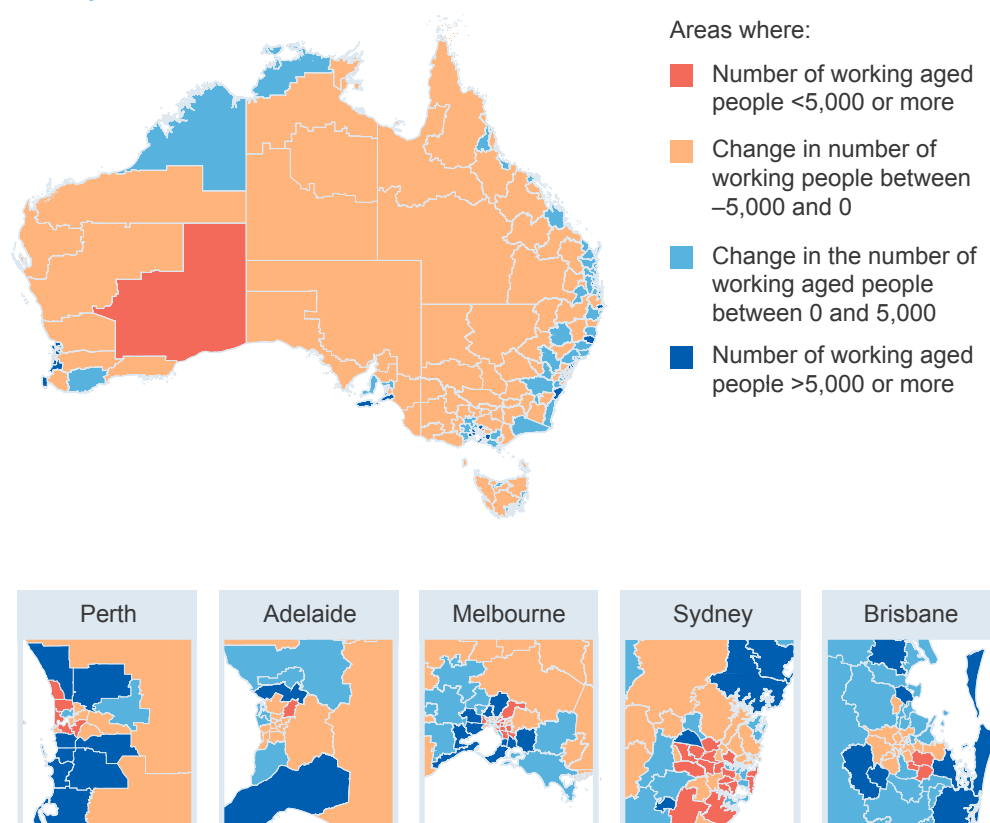 Areas where:
Number of working aged
people <5,000 or more
Change in number of
working people between
–5,000 and 0
Change in the number of
working aged people
between 0 and 5,000
Number of working aged
people >5,000 or more
Perth
Adelaide
Melbourne
Sydney
Brisbane